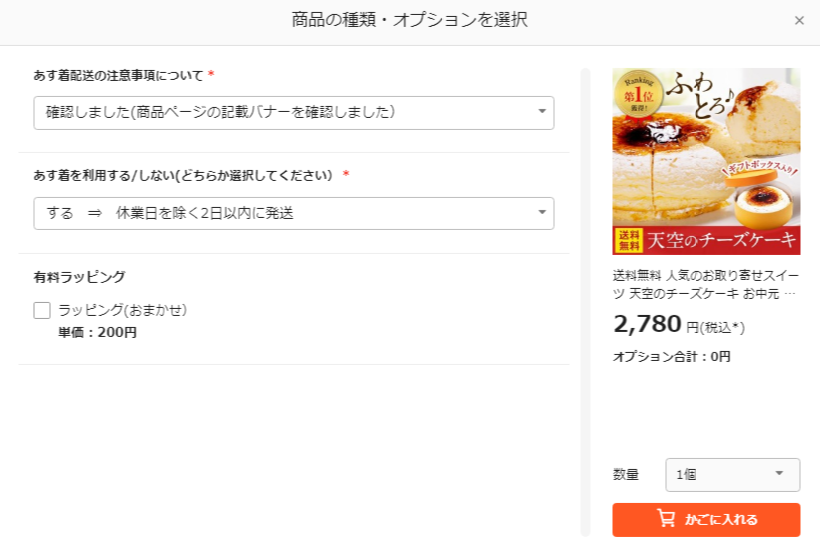 商品の種類・オプションを選択
×
あす着配送の注意事項について *
確認しました(商品ページの記載バナーを確認しました)
あす着を利用する/しない(どちらか選択してください) *
する ⇒ 休業日を除く2日以内に発送
有料ラッピング
ラッピング(おまかせ)
単価：200円
Ranking
第1位
獲得!
ふわとろ♪
\ギフトボックス入り/
送料無料
天空のチーズケーキ
送料無料 人気のお取り寄せスイー
ツ 天空のチーズケーキ お中元 …
2,780 円(税込*)
オプション合計：0円
数量
1個
かごに入れる